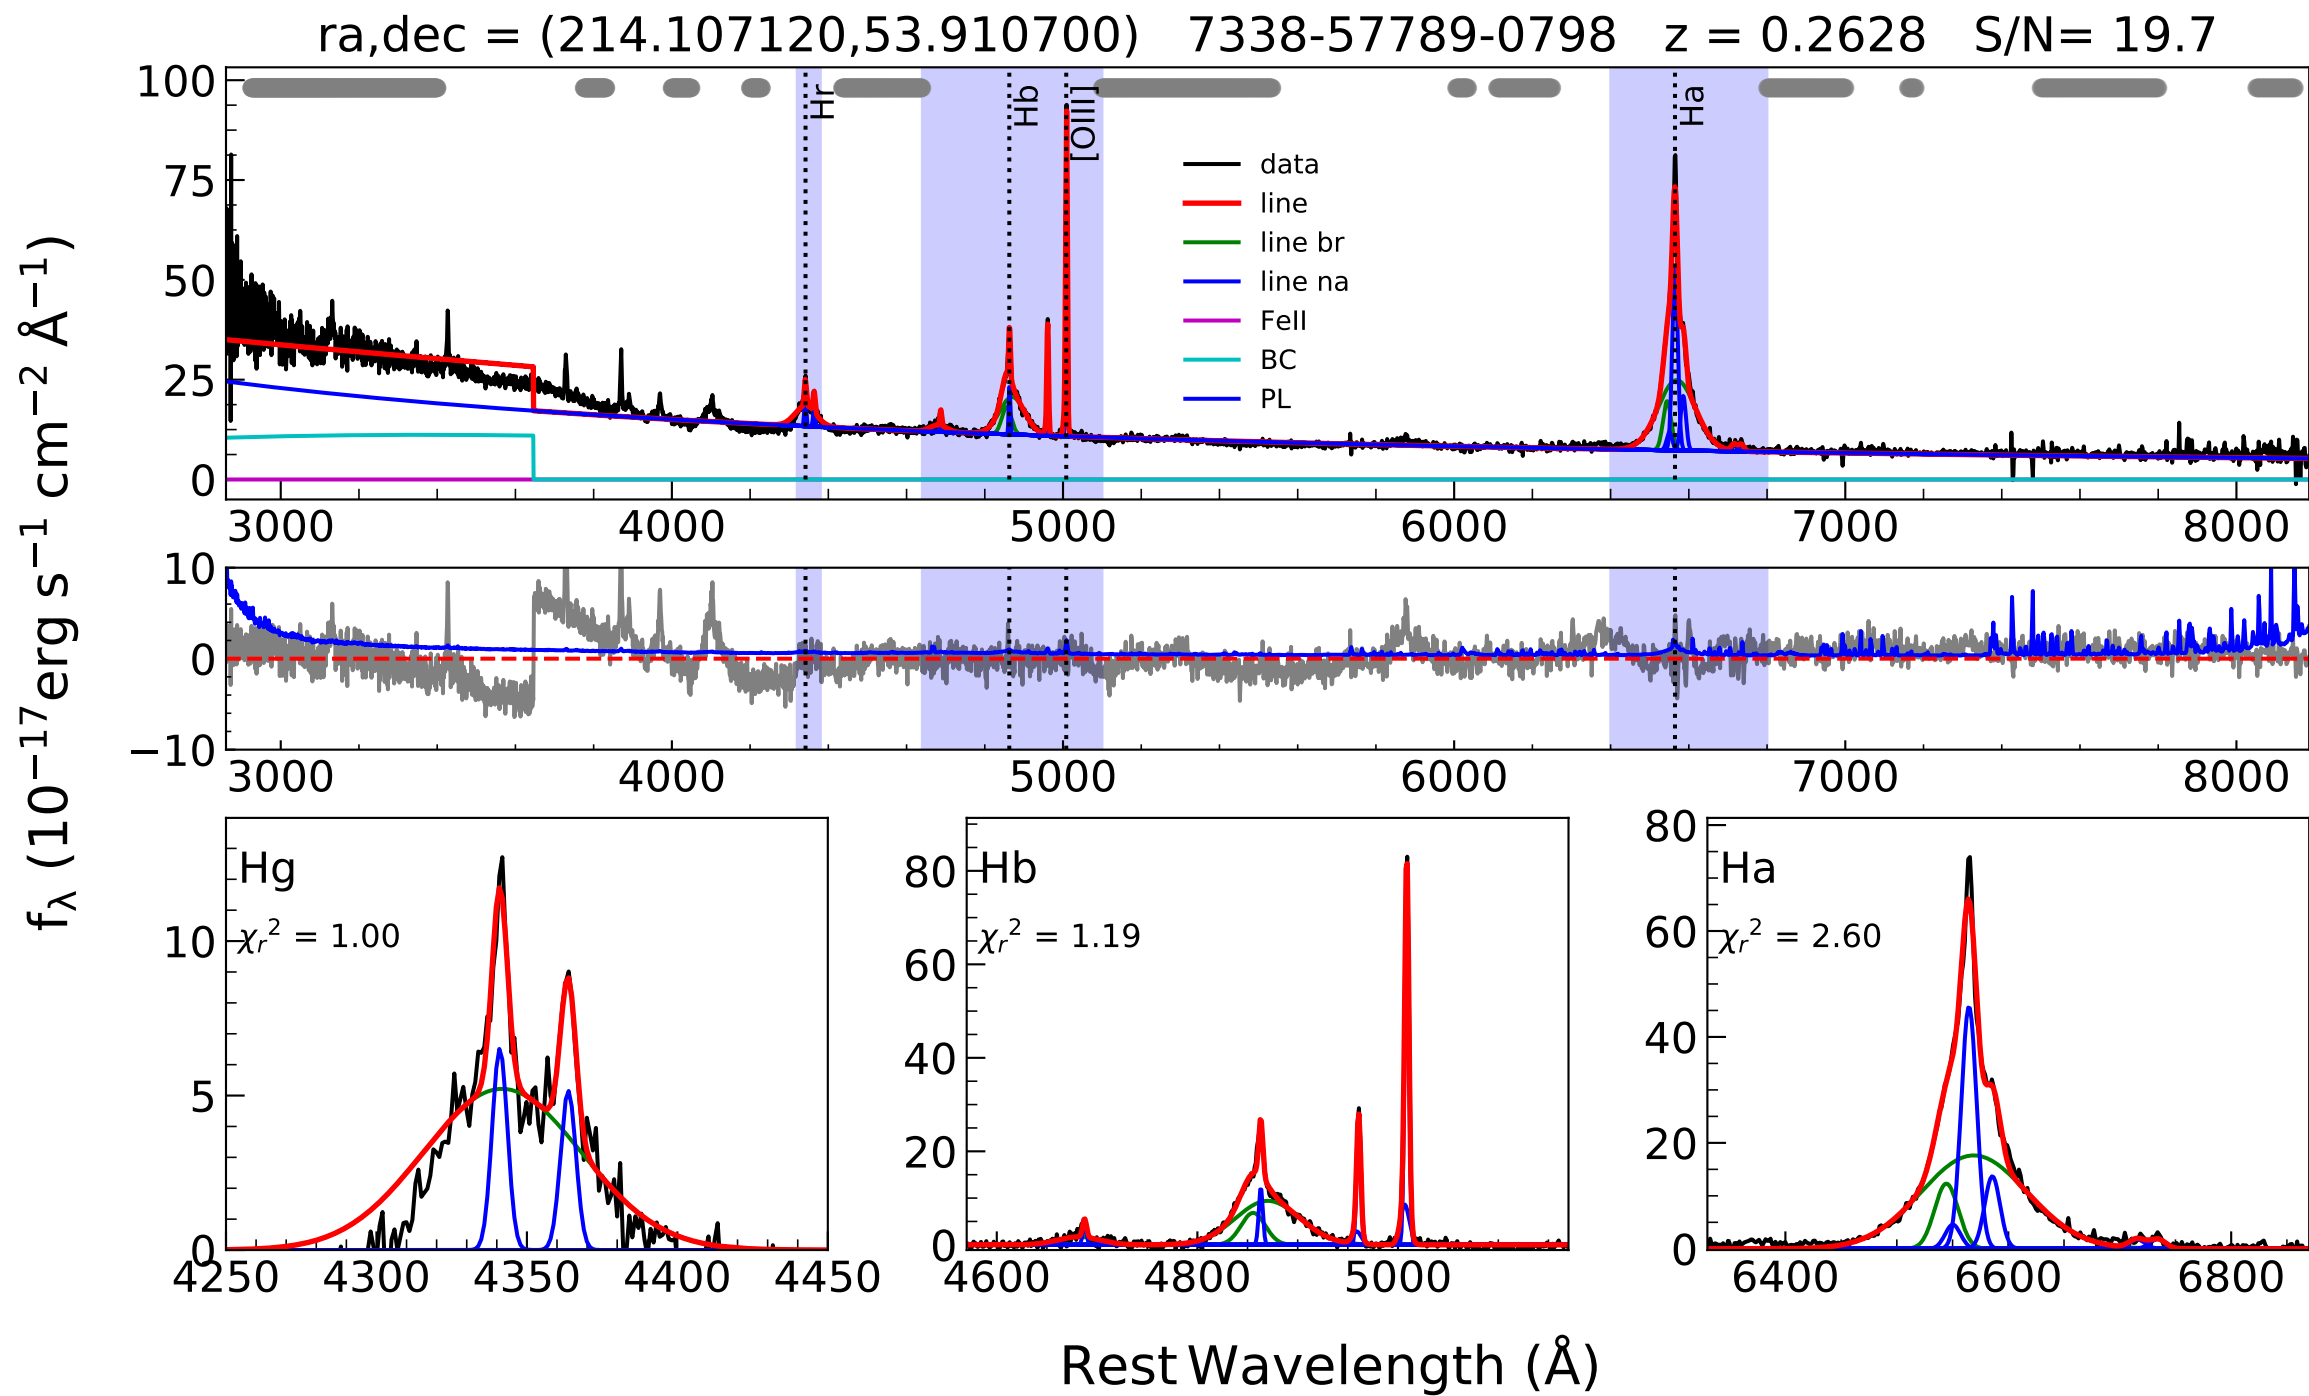 ra,dec = (214.107120,53.910700)   7338-57789-0798   z = 0.2628   S/N= 19.7
100
75
50
25
0
Hr
Hb
[OIII]
Ha
data
line
line br
line na
FeII
BC
PL
3000 4000 5000 6000 7000 8000
10
0
−10
3000 4000 5000 6000 7000 8000
f_λ (10⁻¹⁷erg s⁻¹ cm⁻² Å⁻¹)
Hg
χᵣ² = 1.00
10
5
0
4250 4300 4350 4400 4450
Hb
χᵣ² = 1.19
80
60
40
20
0
4600 4800 5000
Ha
χᵣ² = 2.60
80
60
40
20
0
6400 6600 6800
Rest Wavelength (Å)